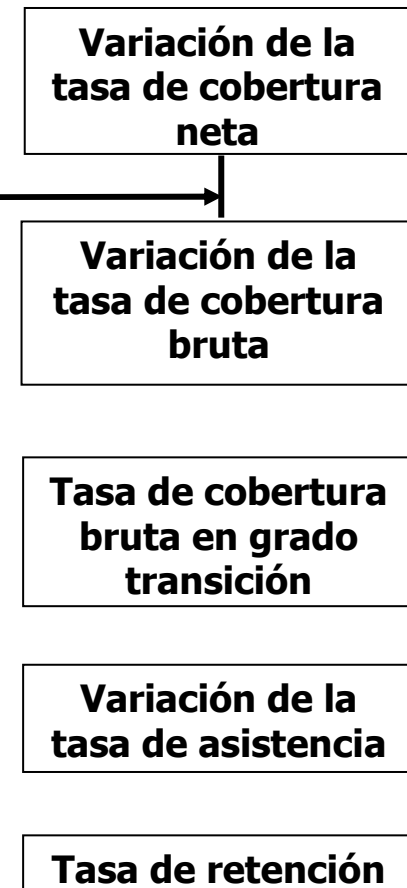 Variación de la
tasa de cobertura
neta
Variación de la
tasa de cobertura
bruta
Tasa de cobertura
bruta en grado
transición
Variación de la
tasa de asistencia
Tasa de retención